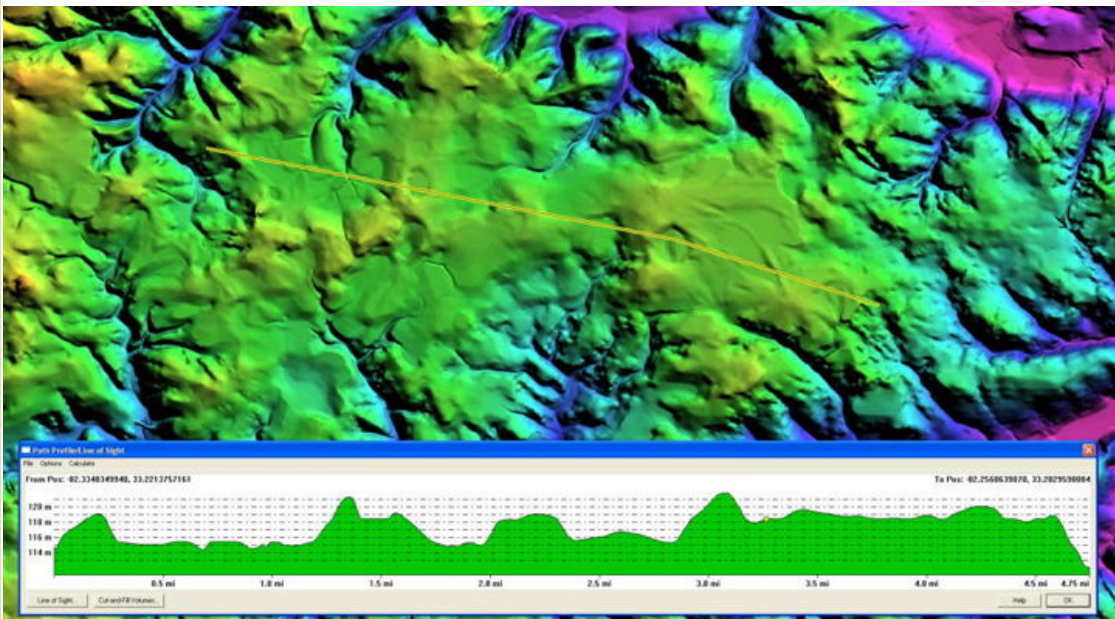 Path Profile/Line of Sight
File Options Calculate
From Pos: -82.3348349948, 33.2213757161
To Pos: -82.2560639878, 33.2029590084
120 m
118 m
116 m
114 m
0.5 mi 1.0 mi 1.5 mi 2.0 mi 2.5 mi 3.0 mi 3.5 mi 4.0 mi 4.5 mi 4.75 mi
Line of Sight... Cut-and-Fill Volumes... Help OK